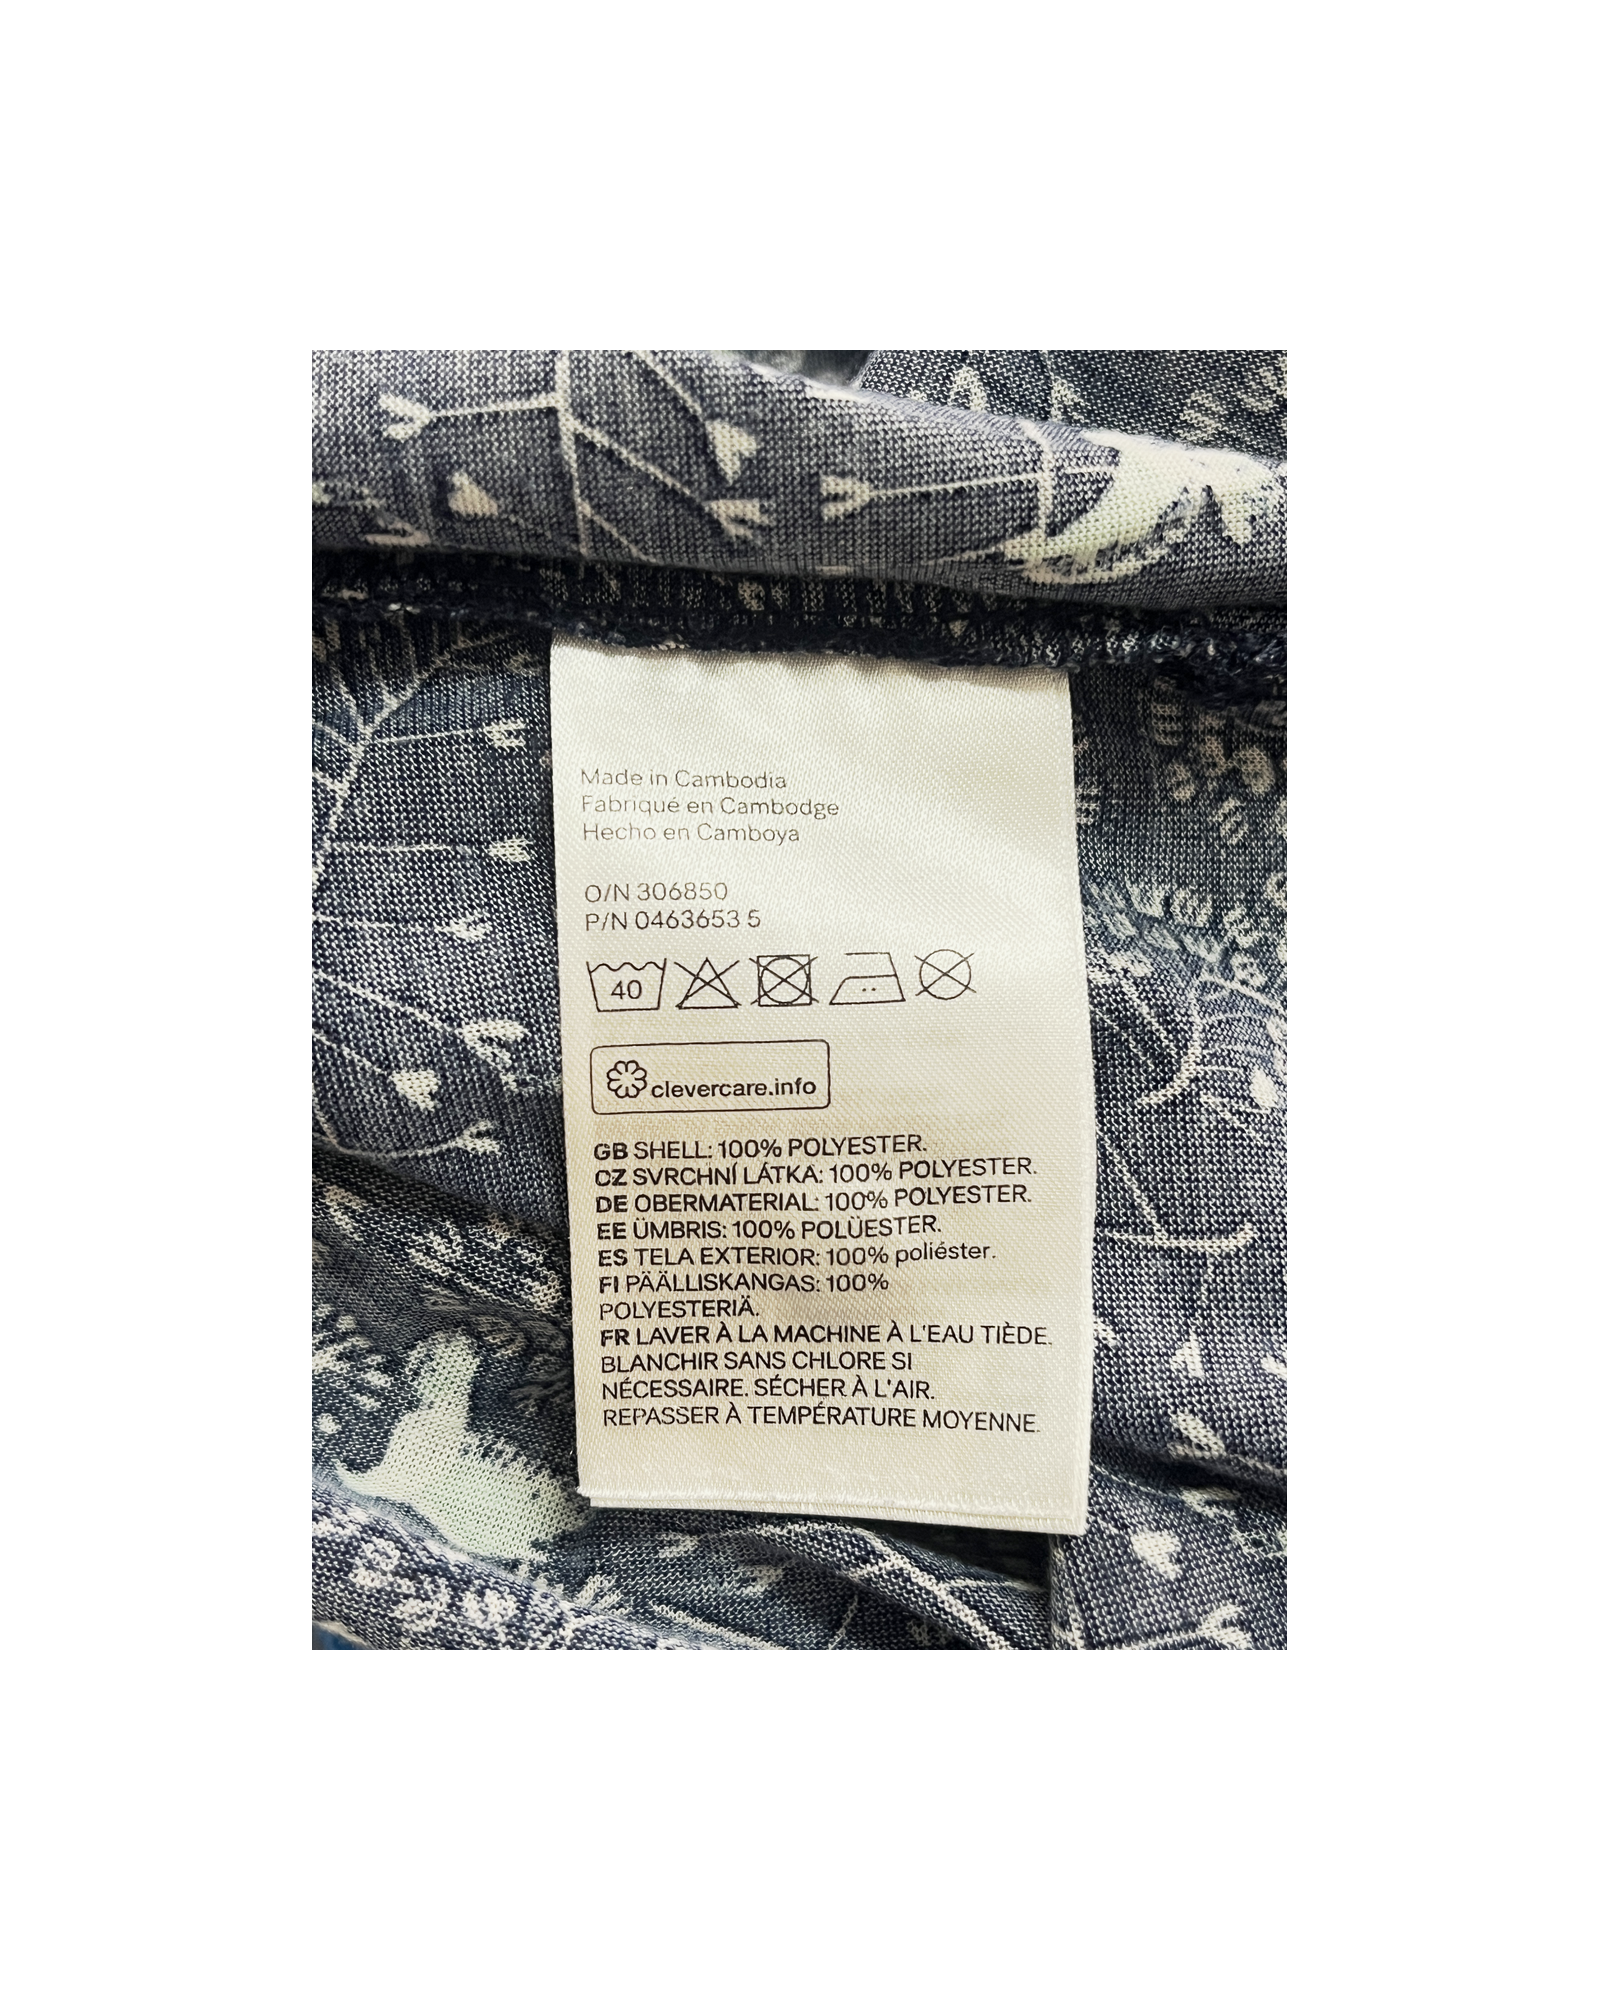 Made in Cambodia
Fabriqué en Cambodge
Hecho en Camboya
O/N 306850
P/N 0463653 5
40
clevercare.info
GB SHELL: 100% POLYESTER.
CZ SVRCHNÍ LÁTKA: 100% POLYESTER.
DE OBERMATERIAL: 100% POLYESTER.
EE ÜMBRIS: 100% POLÜESTER.
ES TELA EXTERIOR: 100% poliéster.
FI PÄÄLLISKANGAS: 100%
POLYESTERIÄ.
FR LAVER À LA MACHINE À L'EAU TIÈDE.
BLANCHIR SANS CHLORE SI
NÉCESSAIRE. SÉCHER À L'AIR.
REPASSER À TEMPÉRATURE MOYENNE.